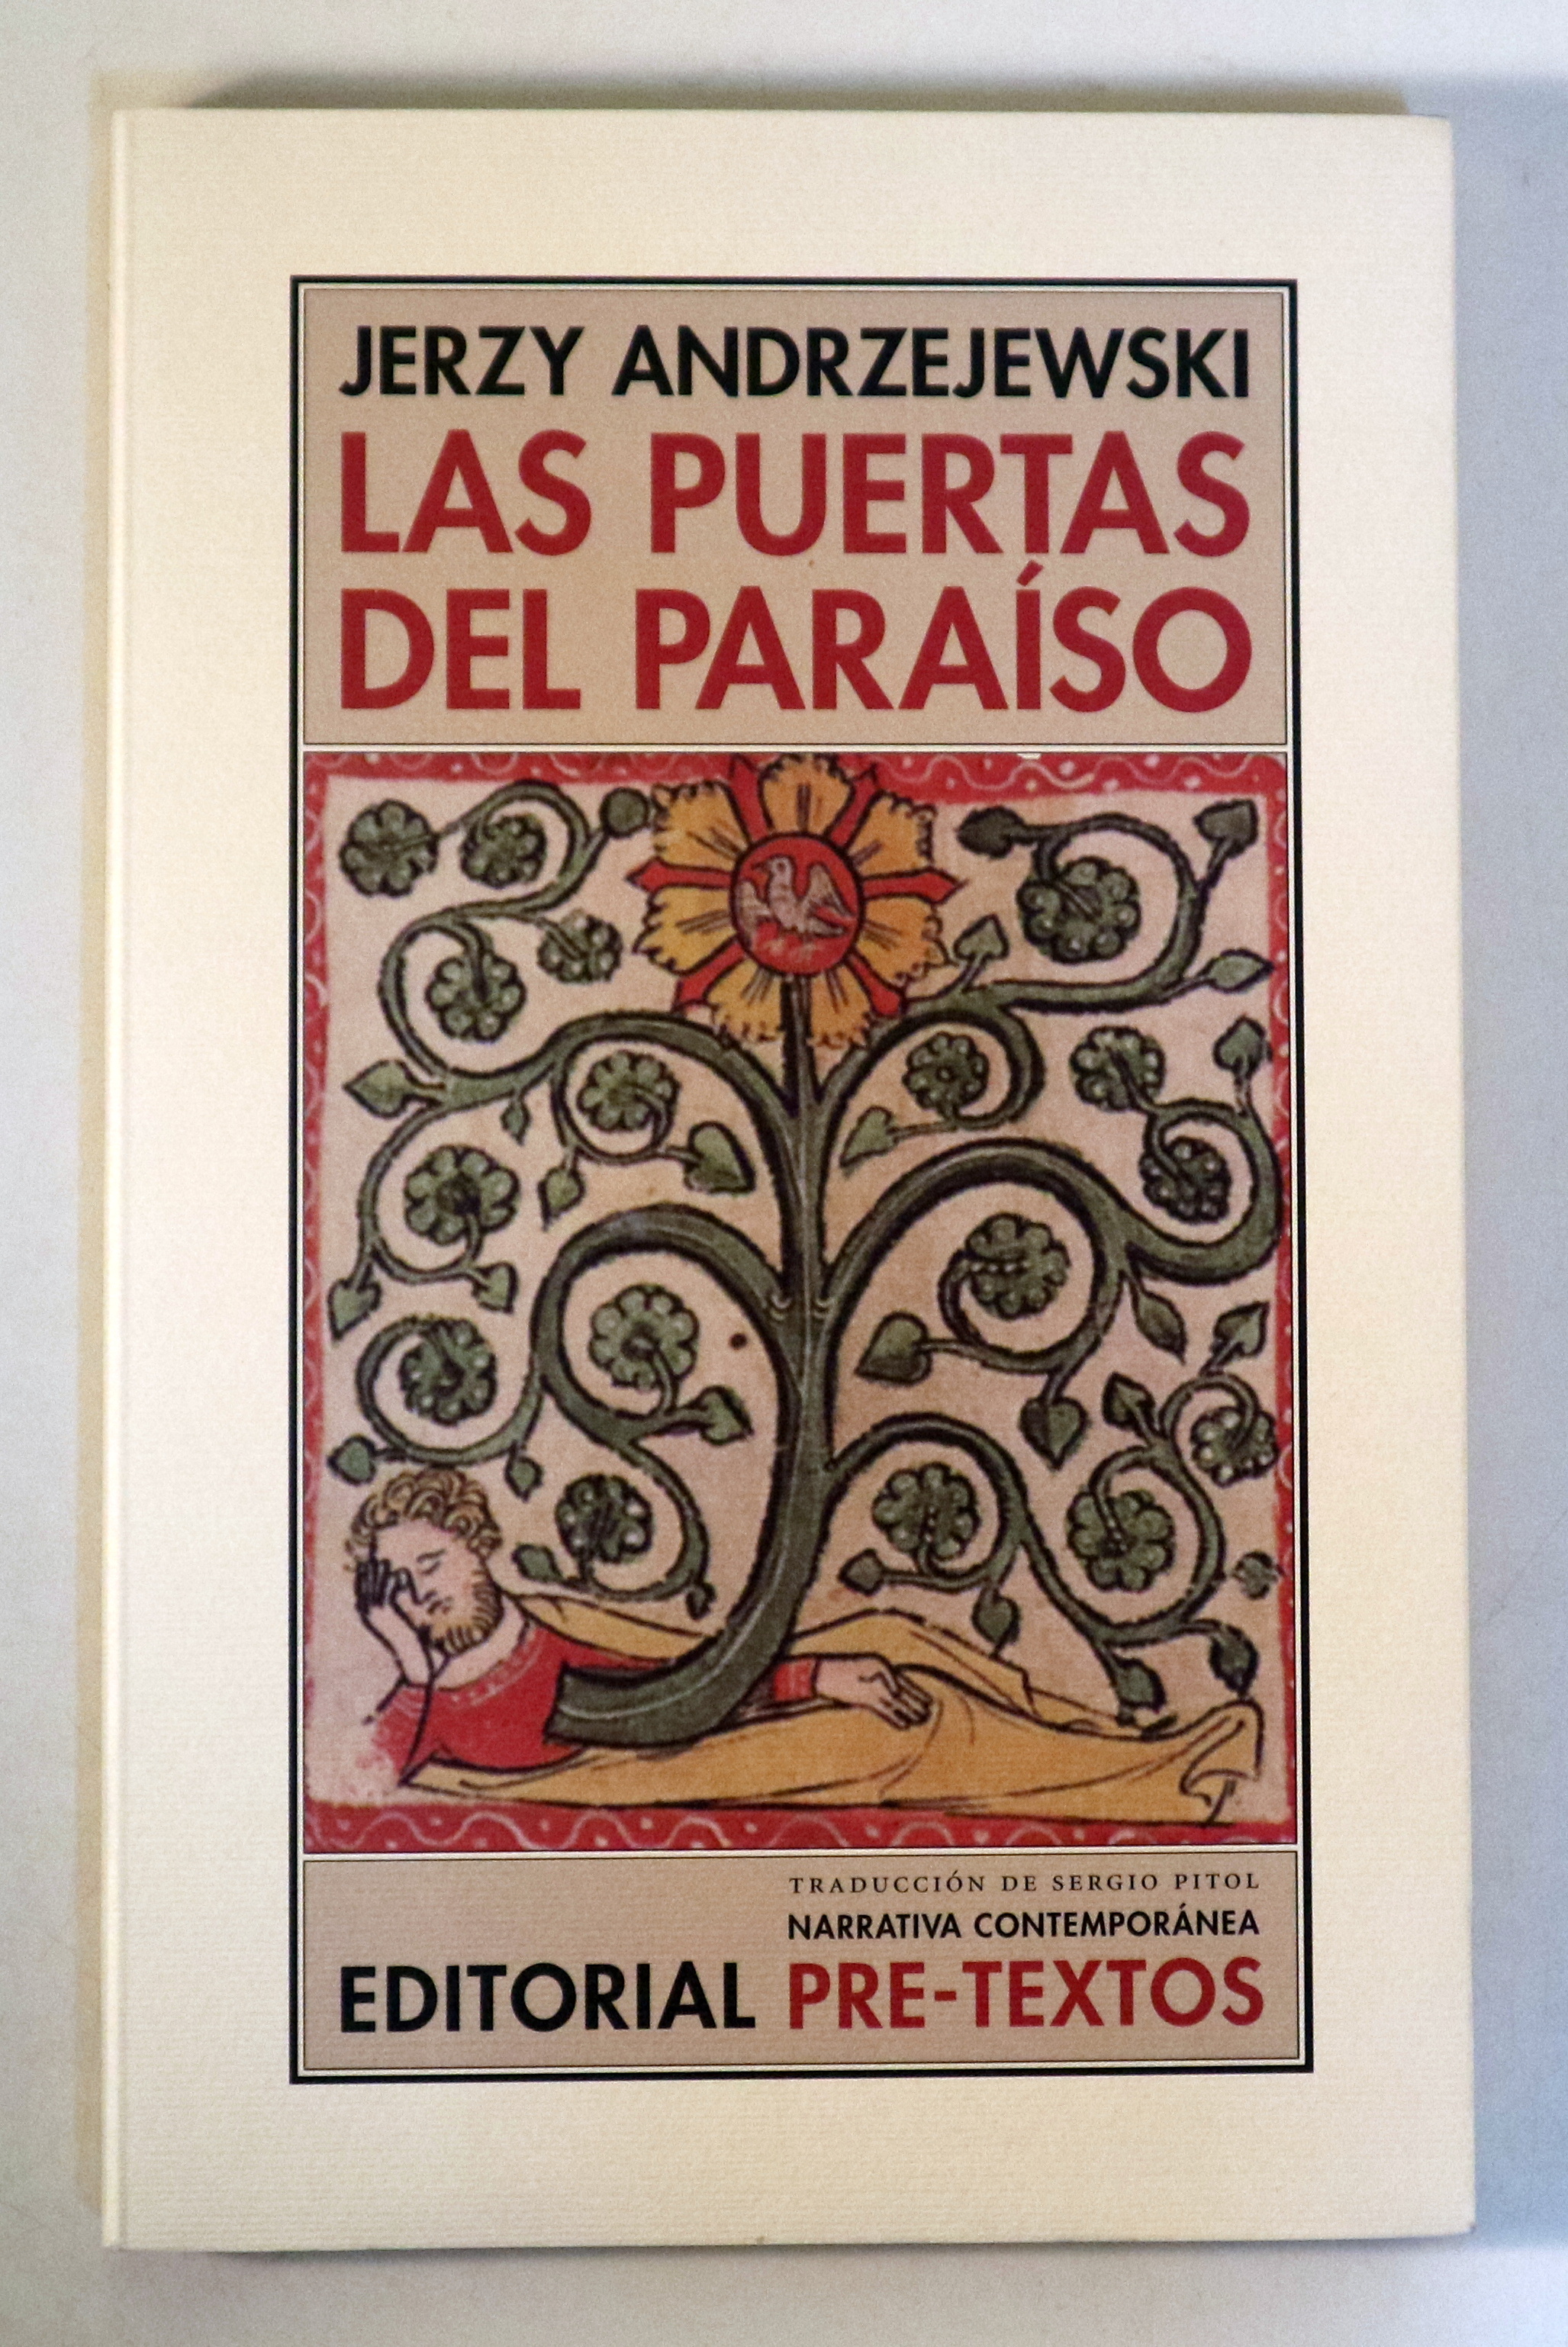 JERZY ANDRZEJEWSKI
LAS PUERTAS
DEL PARAÍSO
TRADUCCIÓN DE SERGIO PITOL
NARRATIVA CONTEMPORÁNEA
EDITORIAL PRE-TEXTOS